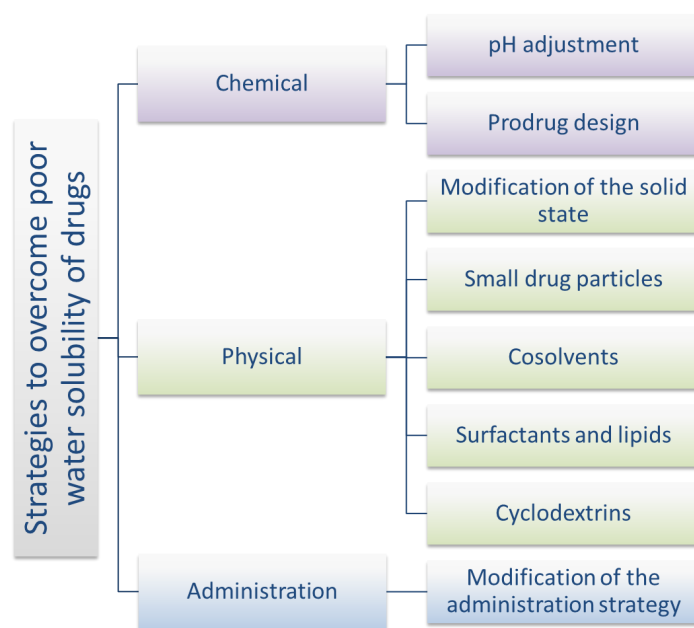 Strategies to overcome poor
water solubility of drugs
Chemical
pH adjustment
Prodrug design
Physical
Modification of the solid
state
Small drug particles
Cosolvents
Surfactants and lipids
Cyclodextrins
Administration
Modification of the
administration strategy